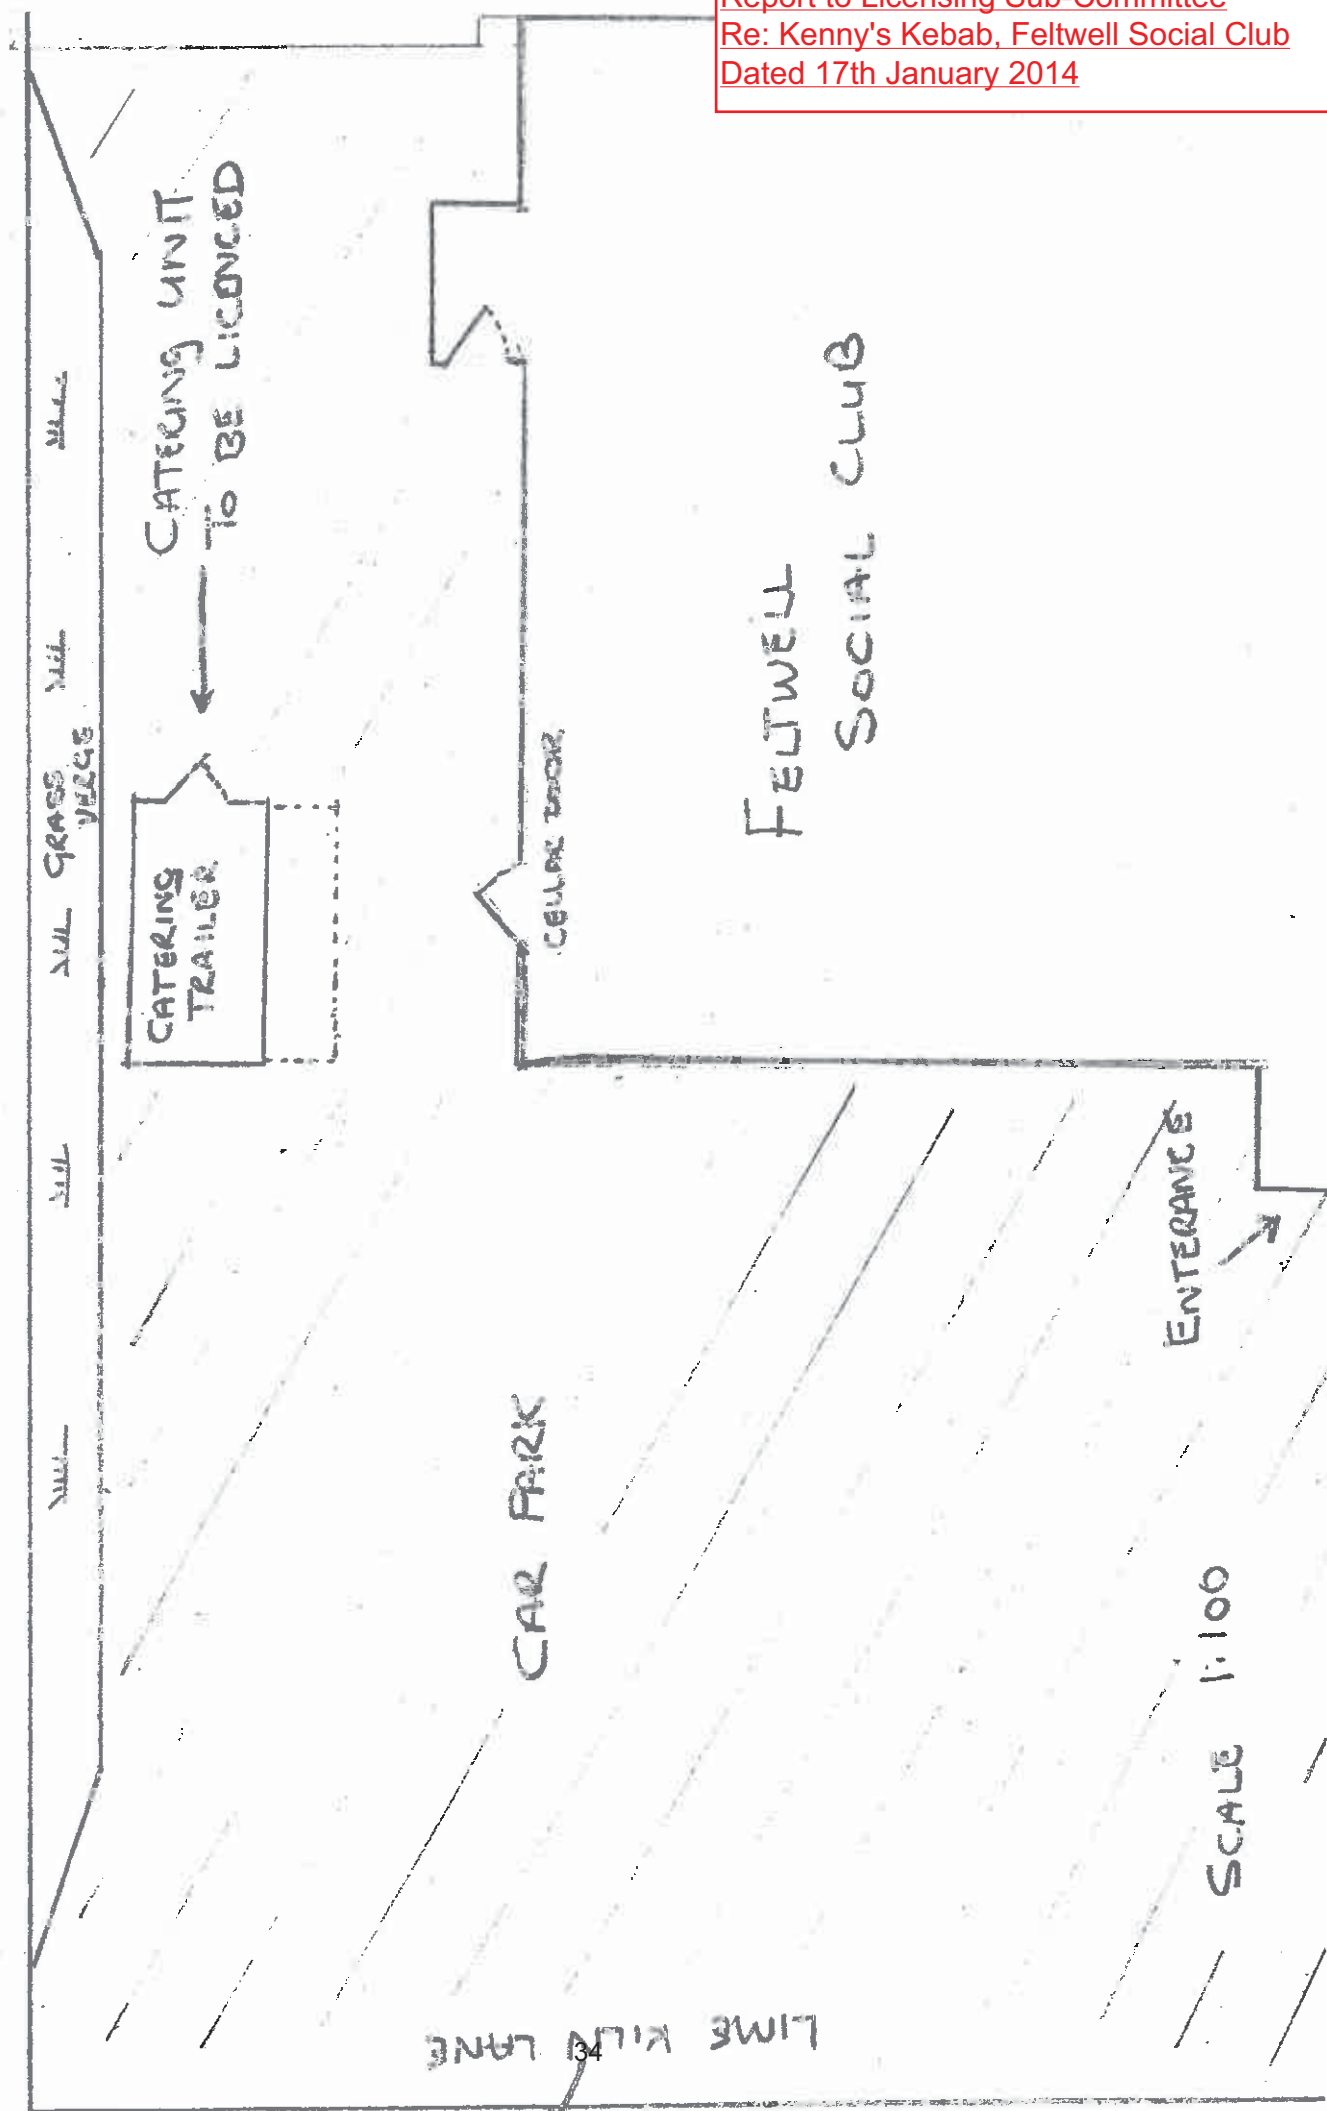 Report to Licensing Sub-Committee
Re: Kenny's Kebab, Feltwell Social Club
Dated 17th January 2014
CATERING UNIT
TO BE LICENCED
GRASS
VERGE
CATERING
TRAILER
CELLAR DOOR
FELTWELL
SOCIAL CLUB
CAR PARK
ENTERANCE
SCALE 1:100
LIME KILN LANE
34